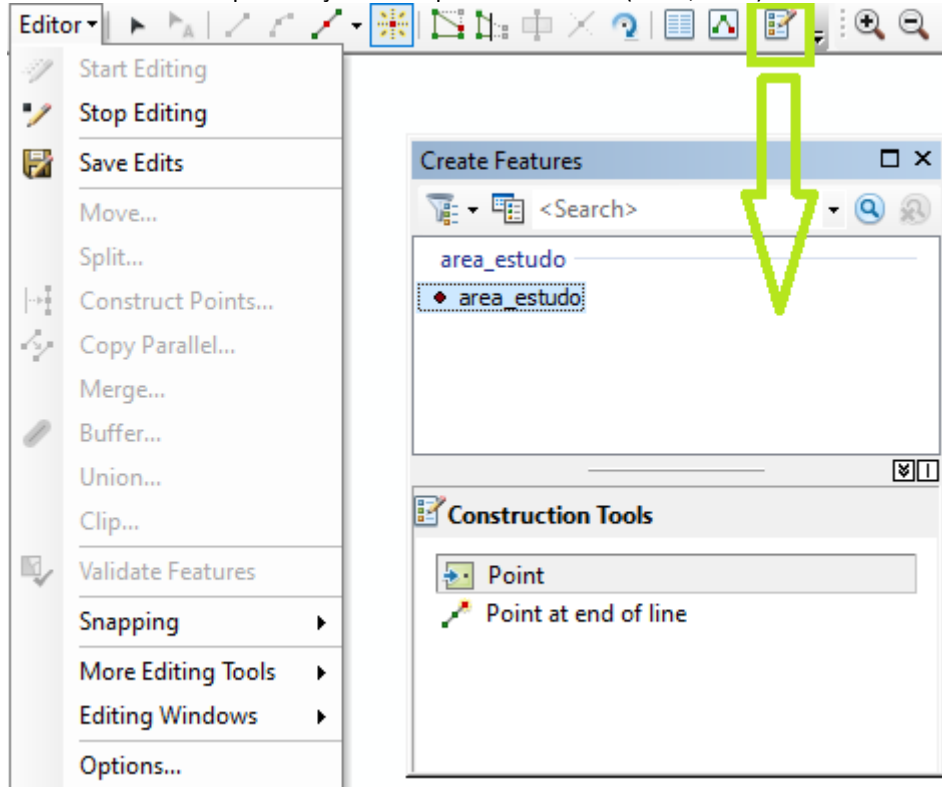 Editor
Start Editing
Stop Editing
Save Edits
Move...
Split...
Construct Points...
Copy Parallel...
Merge...
Buffer...
Union...
Clip...
Validate Features
Snapping
More Editing Tools
Editing Windows
Options...
Create Features
<Search>
area_estudo
area_estudo
Construction Tools
Point
Point at end of line